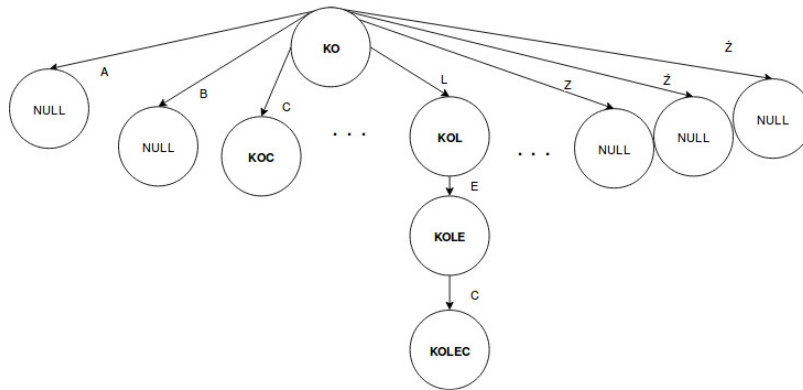 KO
A
B
C
L
Z
Ź
Ż
NULL
NULL
KOC
. . .
KOL
. . .
NULL
NULL
NULL
E
KOLE
C
KOLEC